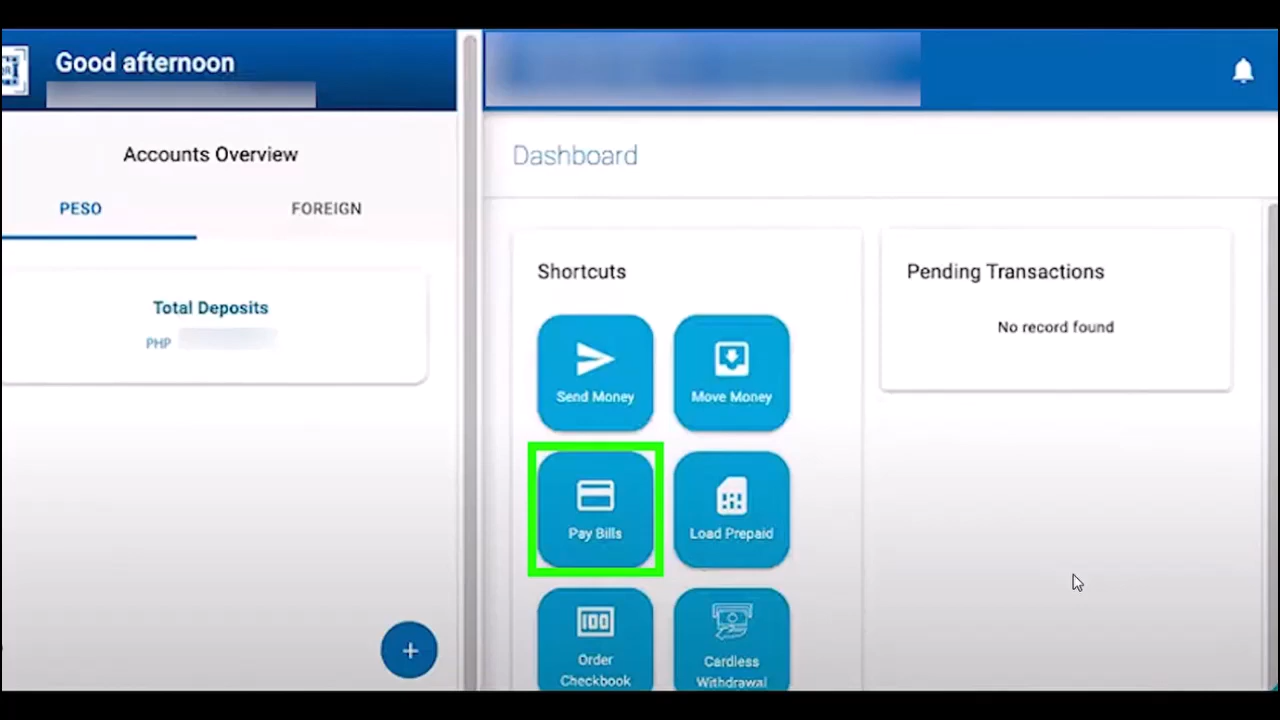 Good afternoon
Accounts Overview
PESO
FOREIGN
Total Deposits
PHP
Dashboard
Shortcuts
Send Money
Move Money
Pay Bills
Load Prepaid
Order
Checkbook
Cardless
Withdrawal
Pending Transactions
No record found